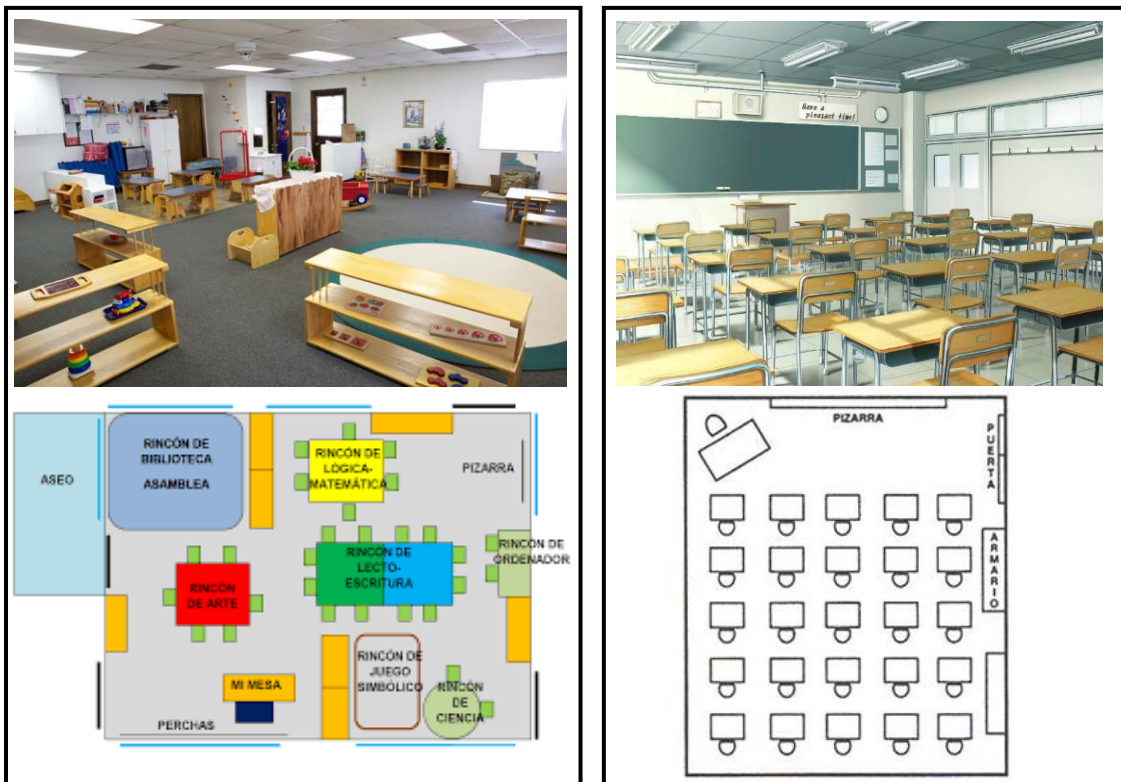 Have a
pleasant time!
ASEO
RINCÓN DE
BIBLIOTECA
ASAMBLEA
RINCÓN DE
LÓGICA-
MATEMÁTICA
PIZARRA
RINCÓN DE
LECTO-
ESCRITURA
RINCÓN DE
ORDENADOR
RINCÓN
DE ARTE
MI MESA
PERCHAS
RINCÓN DE
JUEGO
SIMBÓLICO
RINCÓN
DE
CIENCIA
PIZARRA
PUERTA
ARMARIO